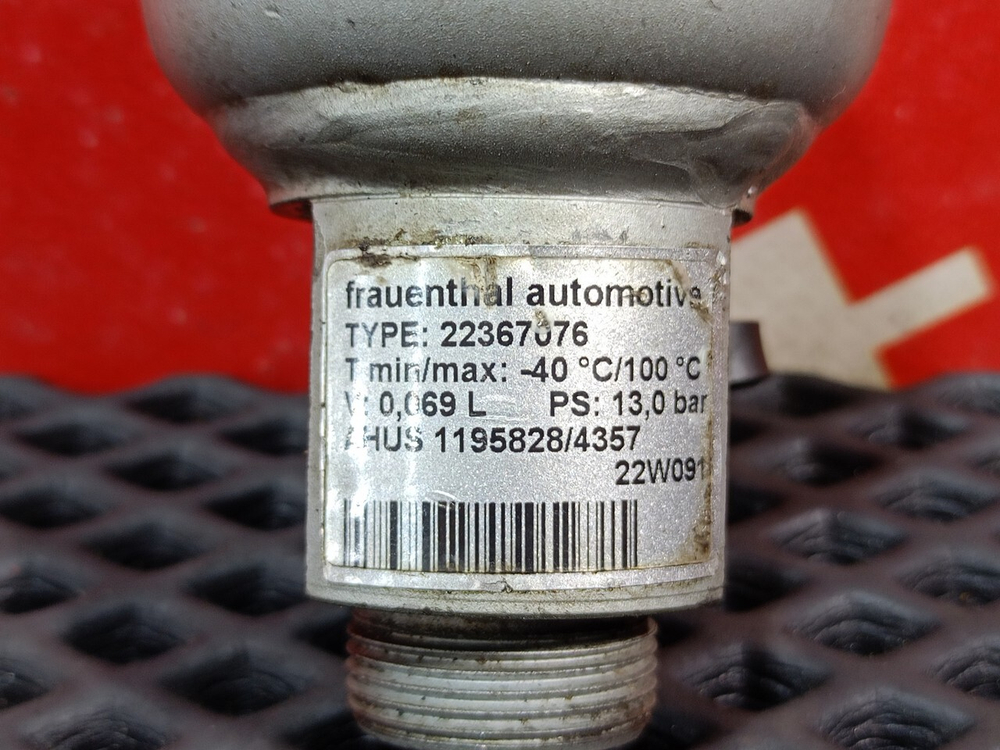 frauenthal automotive
TYPE: 22367076
T min/max: -40 °C/100 °C
V: 0,069 L PS: 13,0 bar
AHUS 1195828/4357
22W091